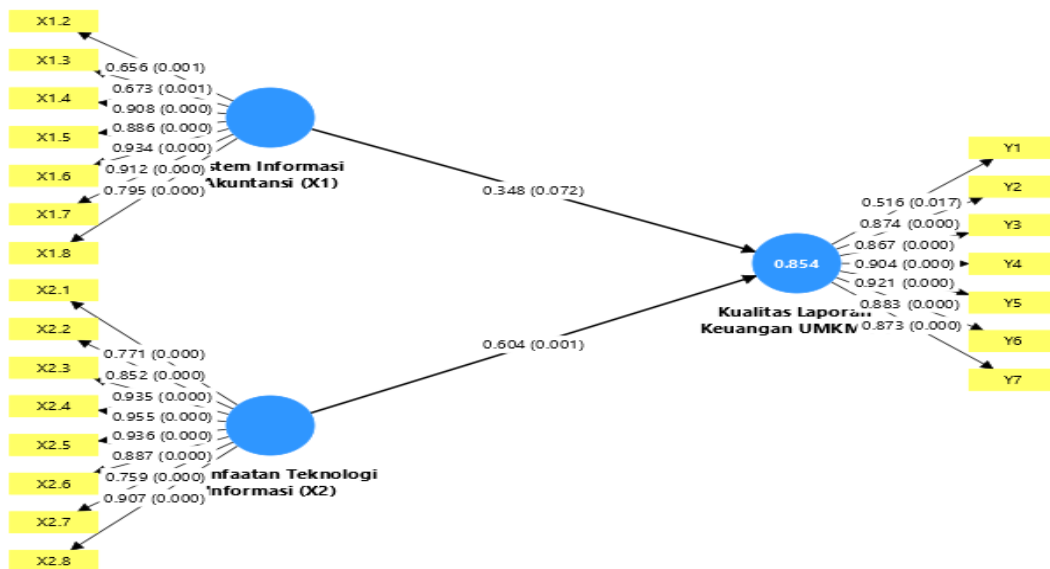 X1.2
X1.3
X1.4
X1.5
X1.6
X1.7
X1.8
0.656 (0.001)
0.673 (0.001)
0.908 (0.000)
0.886 (0.000)
0.934 (0.000)
0.912 (0.000)
0.795 (0.000)
stem Informasi
Akuntansi (X1)
0.348 (0.072)
X2.1
X2.2
X2.3
X2.4
X2.5
X2.6
X2.7
X2.8
0.771 (0.000)
0.852 (0.000)
0.935 (0.000)
0.955 (0.000)
0.936 (0.000)
0.887 (0.000)
0.759 (0.000)
0.907 (0.000)
nfaatan Teknologi
Informasi (X2)
0.604 (0.001)
0.854
Kualitas Laporan
Keuangan UMKM
0.516 (0.017)
0.874 (0.000)
0.867 (0.000)
0.904 (0.000)
0.921 (0.000)
0.883 (0.000)
0.873 (0.000)
Y1
Y2
Y3
Y4
Y5
Y6
Y7